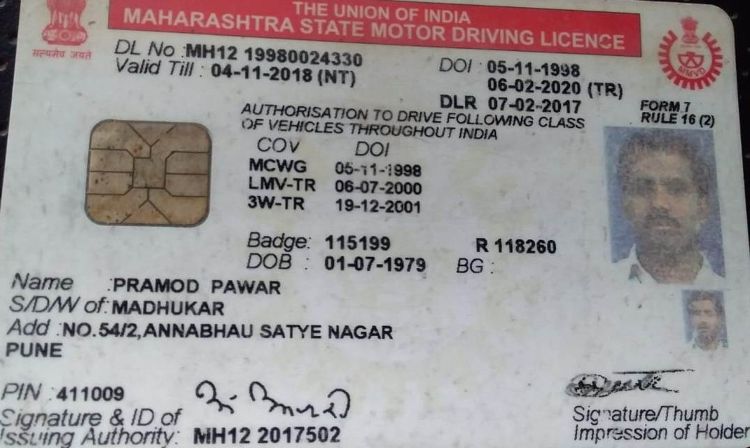 THE UNION OF INDIA
MAHARASHTRA STATE MOTOR DRIVING LICENCE
सत्यमेव जयते
MMVD
DL No :MH12 19980024330 DOI : 05-11-1998
Valid Till : 04-11-2018 (NT) 06-02-2020 (TR)
DLR 07-02-2017
FORM 7
RULE 16 (2)
AUTHORISATION TO DRIVE FOLLOWING CLASS
OF VEHICLES THROUGHOUT INDIA
COV DOI
MCWG 05-11-1998
LMV-TR 06-07-2000
3W-TR 19-12-2001
Badge: 115199 R 118260
DOB : 01-07-1979 BG :
Name :PRAMOD PAWAR
S/D/W of:MADHUKAR
Add :NO.54/2,ANNABHAU SATYE NAGAR
PUNE
PIN :411009
Signature & ID of
Issuing Authority: MH12 2017502
Signature/Thumb
Impression of Holder